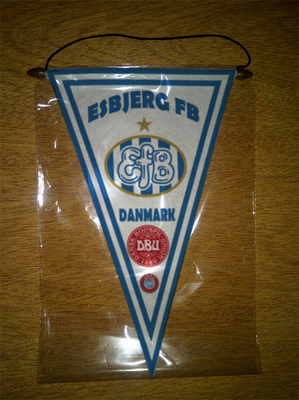 ESBJERG FB
EfB
DANMARK
DBU